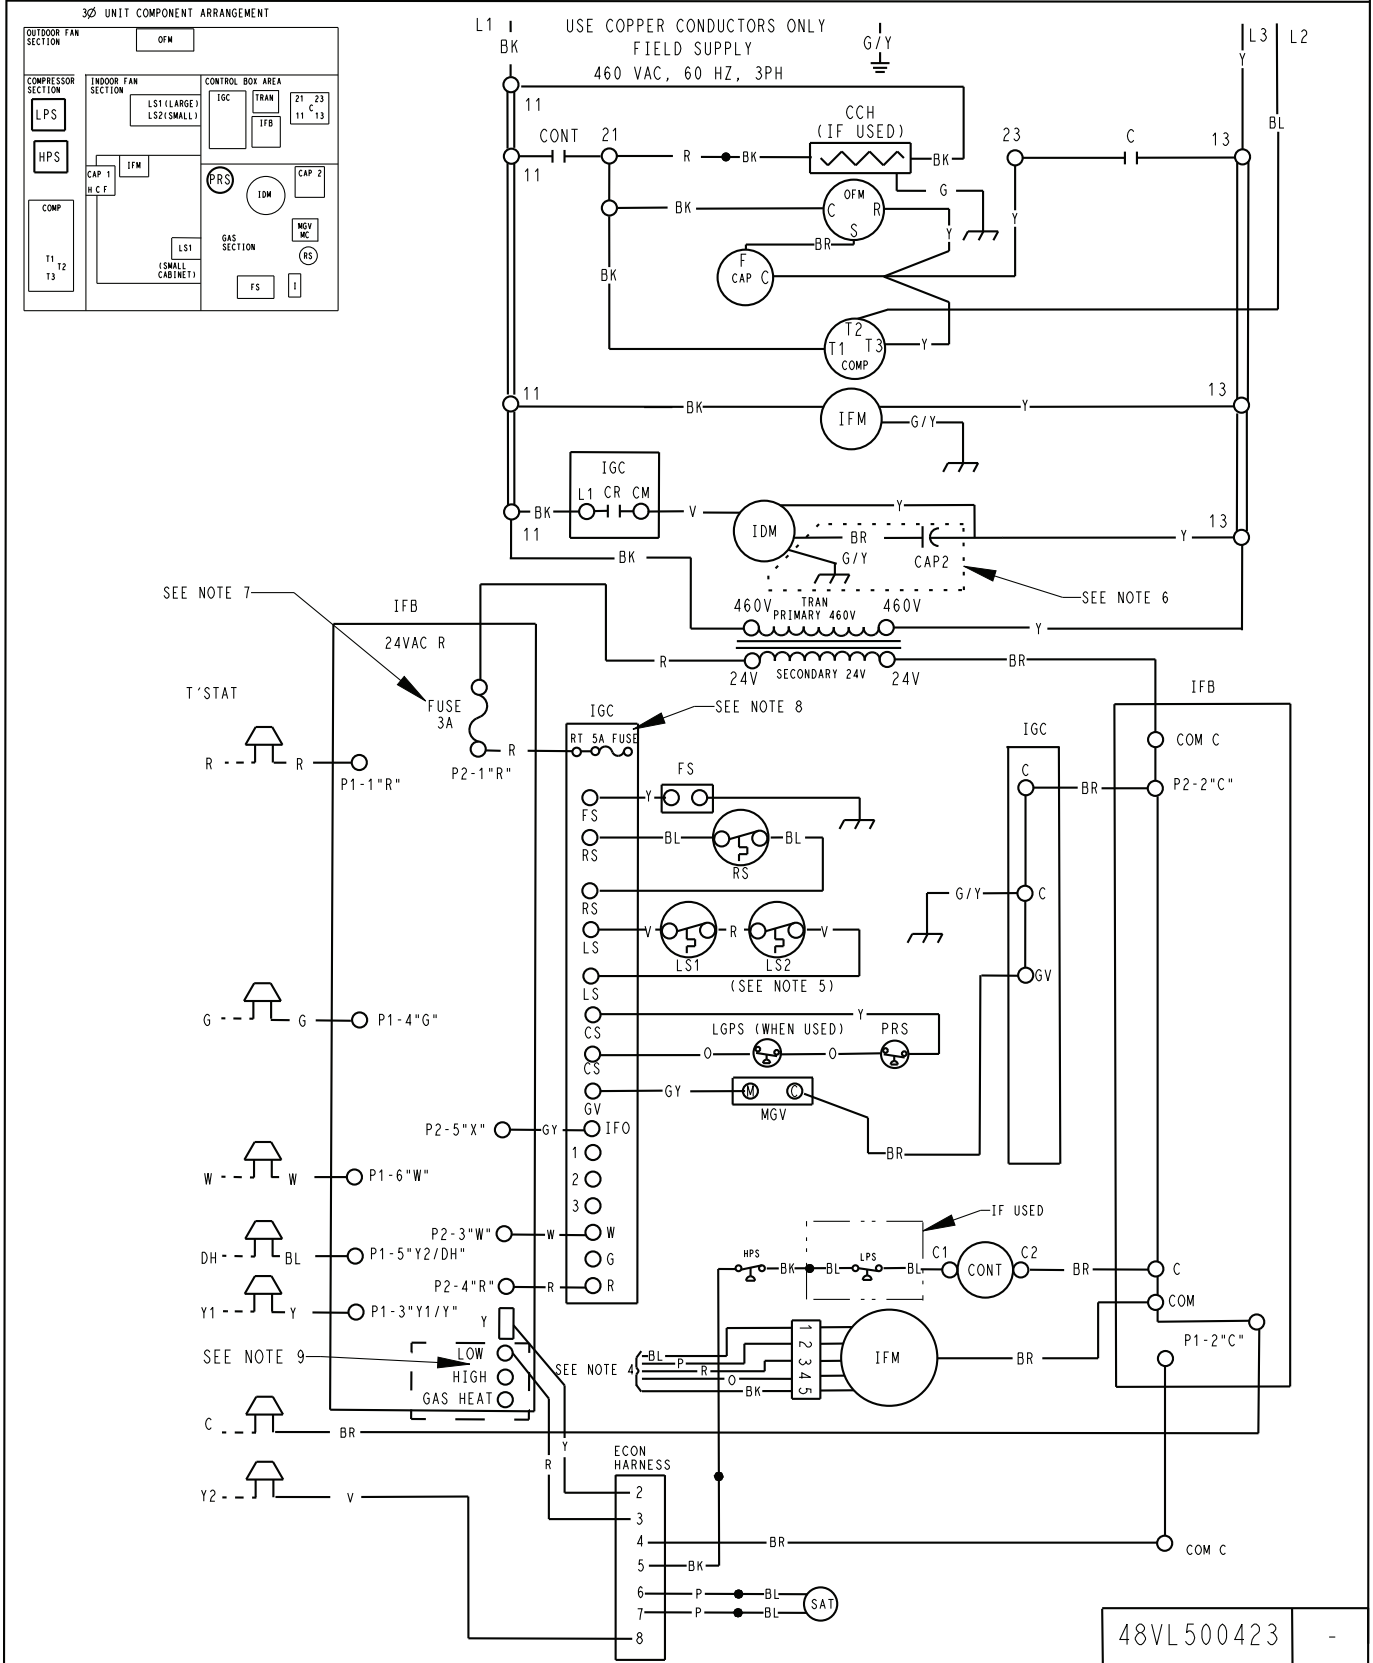 3Ø UNIT COMPONENT ARRANGEMENT
OUTDOOR FAN
SECTION
OFM
COMPRESSOR
SECTION
INDOOR FAN
SECTION
CONTROL BOX AREA
LPS
LS1(LARGE)
LS2(SMALL)
IGC
TRAN
21 23
C
11 13
IFB
HPS
IFM
CAP 1
H C F
PRS
IDM
CAP 2
COMP
T1
T2
T3
MGV
MC
GAS
SECTION
RS
LS1
(SMALL
CABINET)
FS
I
L1
BK
USE COPPER CONDUCTORS ONLY
FIELD SUPPLY
460 VAC, 60 HZ, 3PH
G/Y
L3
L2
Y
BL
11
CCH
(IF USED)
CONT
21
R
BK
BK
23
C
13
11
G
OFM
C
R
S
BK
Y
Y
BR
F
CAP
C
BK
T2
T1
T3
COMP
Y
11
BK
IFM
Y
13
G/Y
IGC
L1 CR CM
BK
V
11
IDM
Y
BR
CAP2
G/Y
Y
13
BK
SEE NOTE 6
SEE NOTE 7
IFB
24VAC R
460V
TRAN
PRIMARY 460V
460V
Y
R
24V
SECONDARY 24V
24V
BR
IFB
T'STAT
FUSE
3A
IGC
SEE NOTE 8
RT 5A FUSE
R
R
R
P1-1"R"
P2-1"R"
IGC
COM C
C
BR
P2-2"C"
FS
Y
FS
RS
BL
BL
RS
RS
G/Y
C
LS
V
R
V
LS1
LS2
(SEE NOTE 5)
LS
GV
G
G
P1-4"G"
CS
Y
LGPS (WHEN USED)
PRS
O
O
CS
GY
M
C
MGV
GV
BR
P2-5"X"
GY
IFO
1
2
3
W
W
P1-6"W"
P2-3"W"
W
W
DH
BL
P1-5"Y2/DH"
G
P2-4"R"
R
R
Y1
Y
P1-3"Y1/Y"
IF USED
HPS
BK
BL
LPS
BL
C1
CONT
C2
BR
C
COM
P1-2"C"
Y
SEE NOTE 9
LOW
HIGH
GAS HEAT
SEE NOTE 4
BL
P
R
O
BK
1
2
3
4
5
IFM
BR
C
BR
Y
R
ECON
HARNESS
Y2
V
2
3
4
BR
COM C
5
BK
6
P
BL
7
P
BL
SAT
8
48VL500423
-